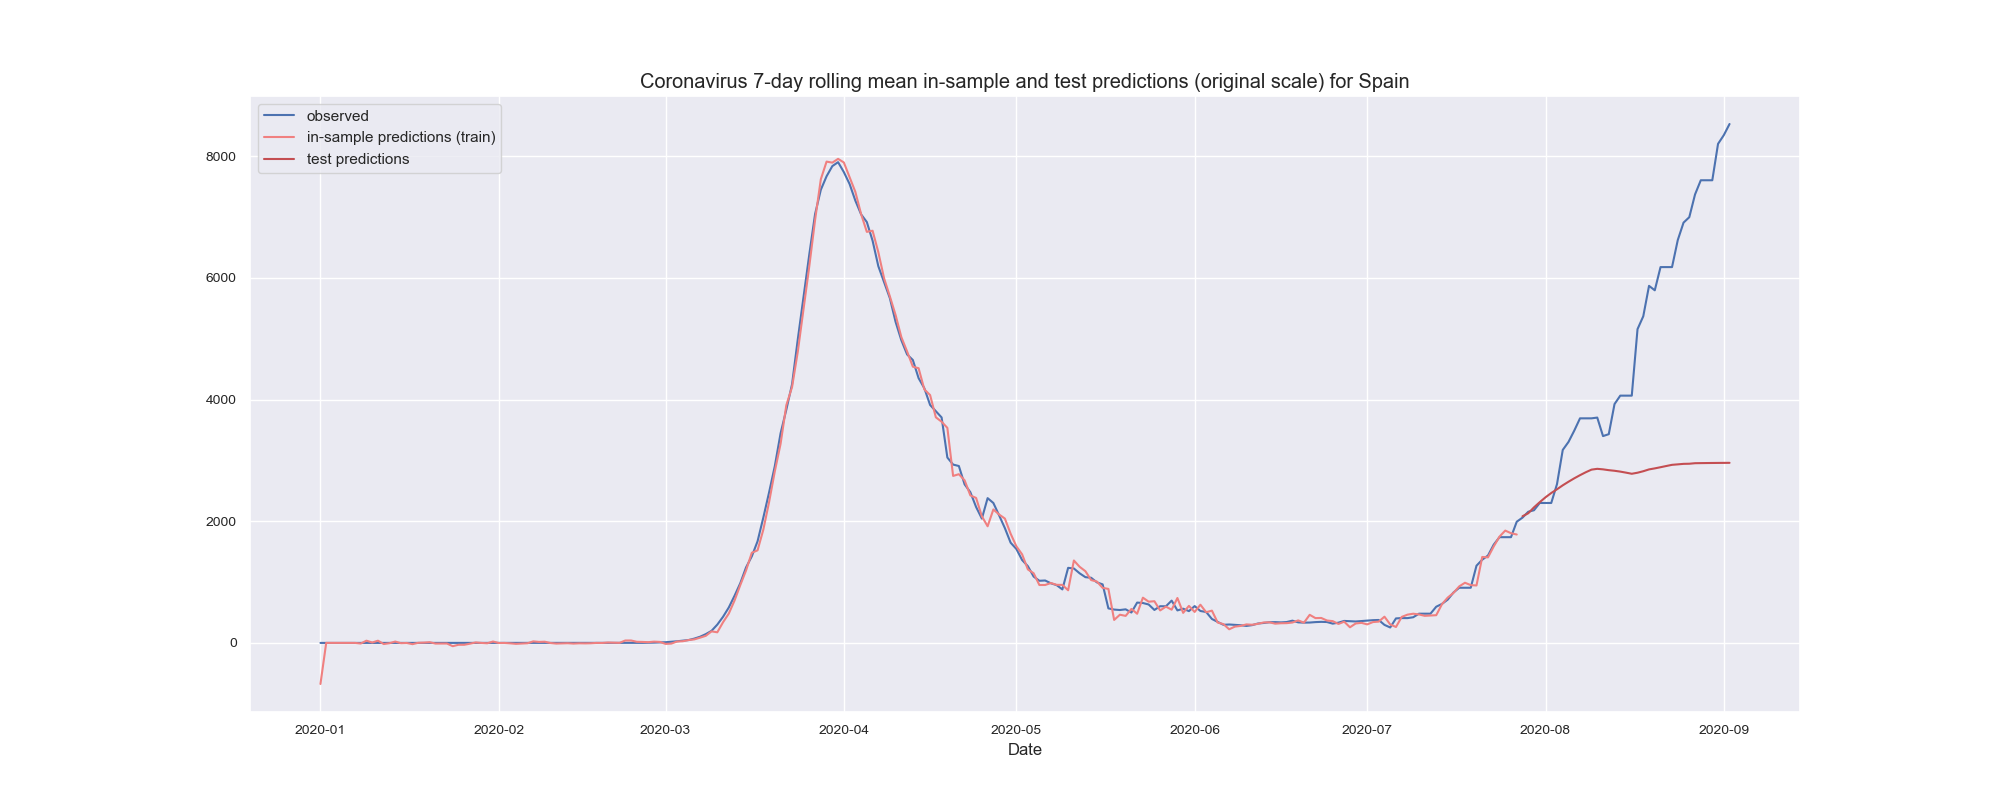 Coronavirus 7-day rolling mean in-sample and test predictions (original scale) for Spain
observed
in-sample predictions (train)
test predictions
8000
6000
4000
2000
0
2020-01 2020-02 2020-03 2020-04 2020-05 2020-06 2020-07 2020-08 2020-09
Date